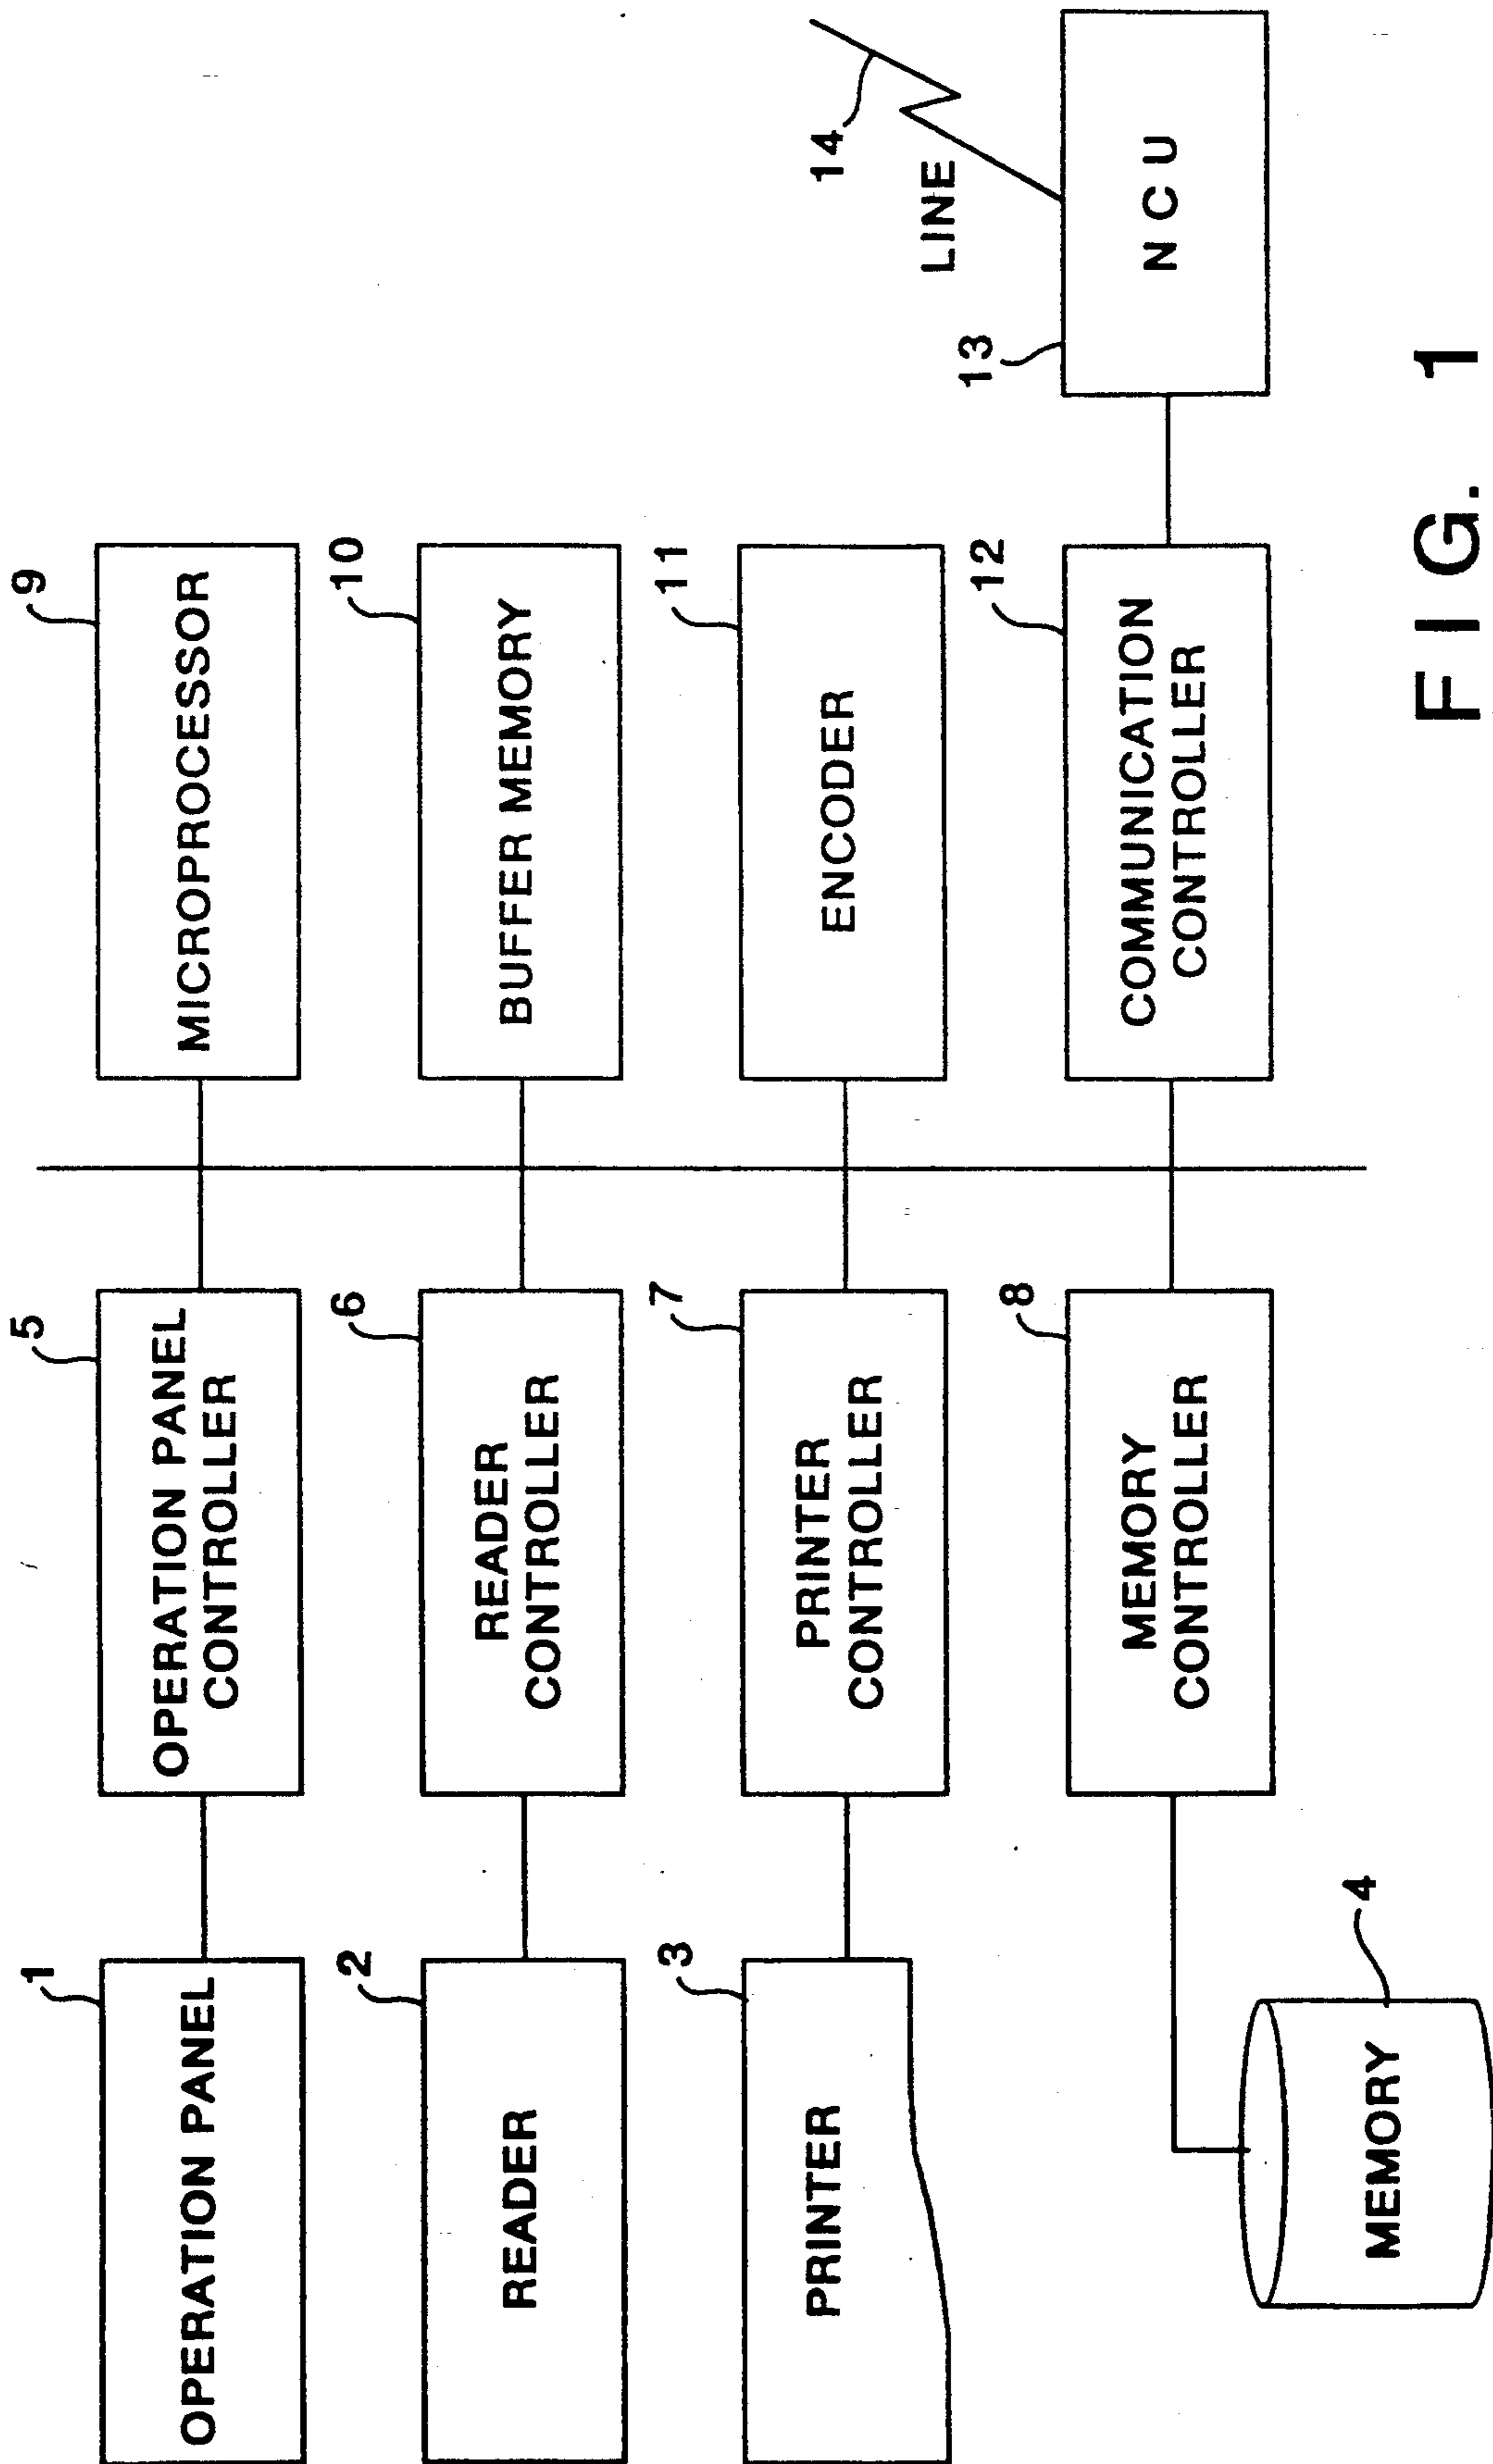 1
OPERATION PANEL
2
READER
3
PRINTER
4
MEMORY
5
OPERATION PANEL
CONTROLLER
6
READER
CONTROLLER
7
PRINTER
CONTROLLER
8
MEMORY
CONTROLLER
9
MICROPROCESSOR
10
BUFFER MEMORY
11
ENCODER
12
COMMUNICATION
CONTROLLER
13
NCU
LINE
14
FIG. 1